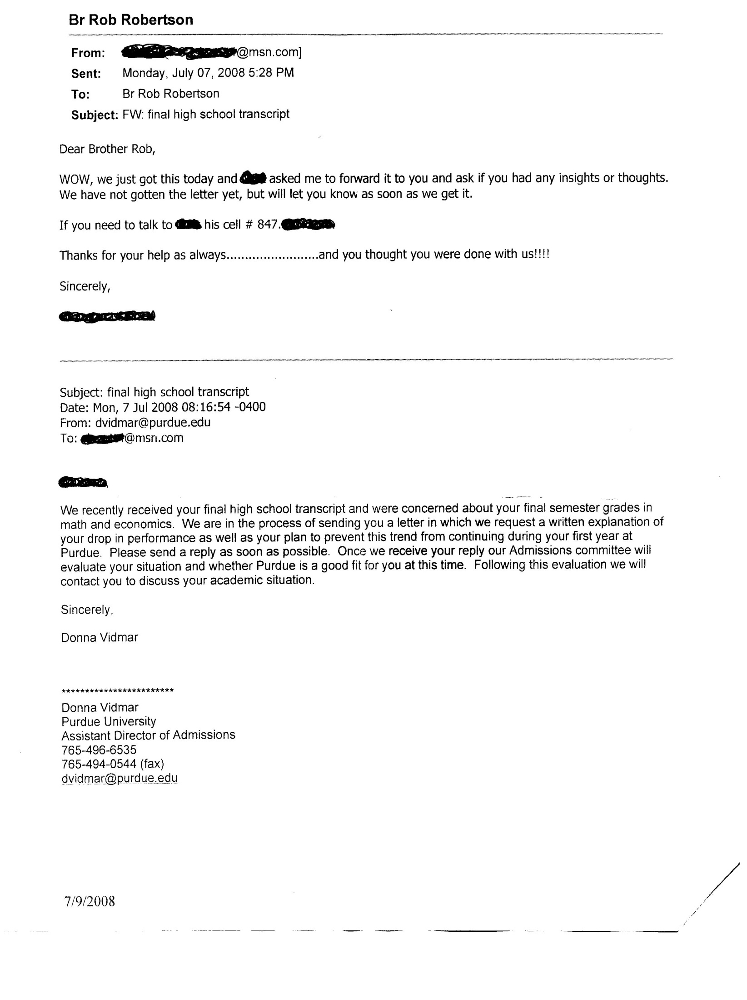 Br Rob Robertson
From: @msn.com]
Sent: Monday, July 07, 2008 5:28 PM
To: Br Rob Robertson
Subject: FW: final high school transcript
Dear Brother Rob,
WOW, we just got this today and asked me to forward it to you and ask if you had any insights or thoughts.
We have not gotten the letter yet, but will let you know as soon as we get it.
If you need to talk to his cell # 847.
Thanks for your help as always.........................and you thought you were done with us!!!!
Sincerely,
Subject: final high school transcript
Date: Mon, 7 Jul 2008 08:16:54 -0400
From: dvidmar@purdue.edu
To: @msn.com
We recently received your final high school transcript and were concerned about your final semester grades in
math and economics. We are in the process of sending you a letter in which we request a written explanation of
your drop in performance as well as your plan to prevent this trend from continuing during your first year at
Purdue. Please send a reply as soon as possible. Once we receive your reply our Admissions committee will
evaluate your situation and whether Purdue is a good fit for you at this time. Following this evaluation we will
contact you to discuss your academic situation.
Sincerely,
Donna Vidmar
************************
Donna Vidmar
Purdue University
Assistant Director of Admissions
765-496-6535
765-494-0544 (fax)
dvidmar@purdue.edu
7/9/2008